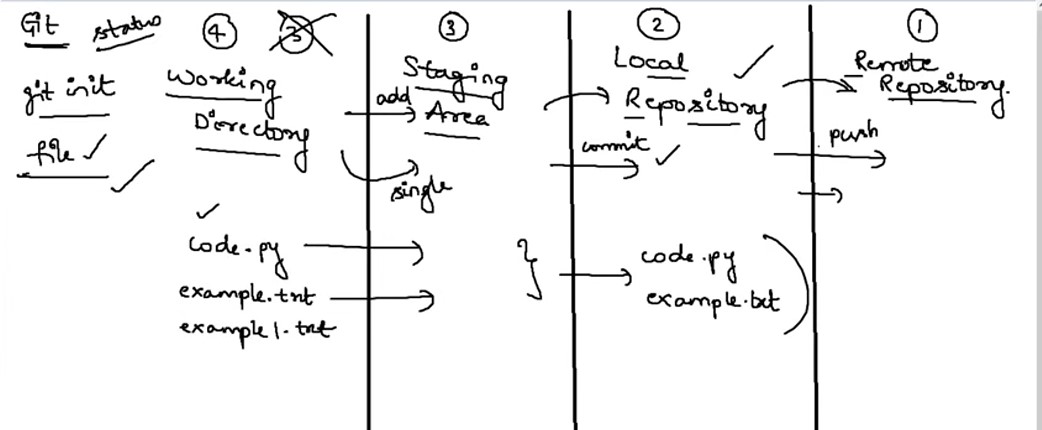 Git status
git init
file
4
3
Working
Directory
code.py
example.txt
example1.txt
3
Staging
Area
add
single
2
Local
Repository
commit
code.py
example.txt
1
Remote
Repository.
push